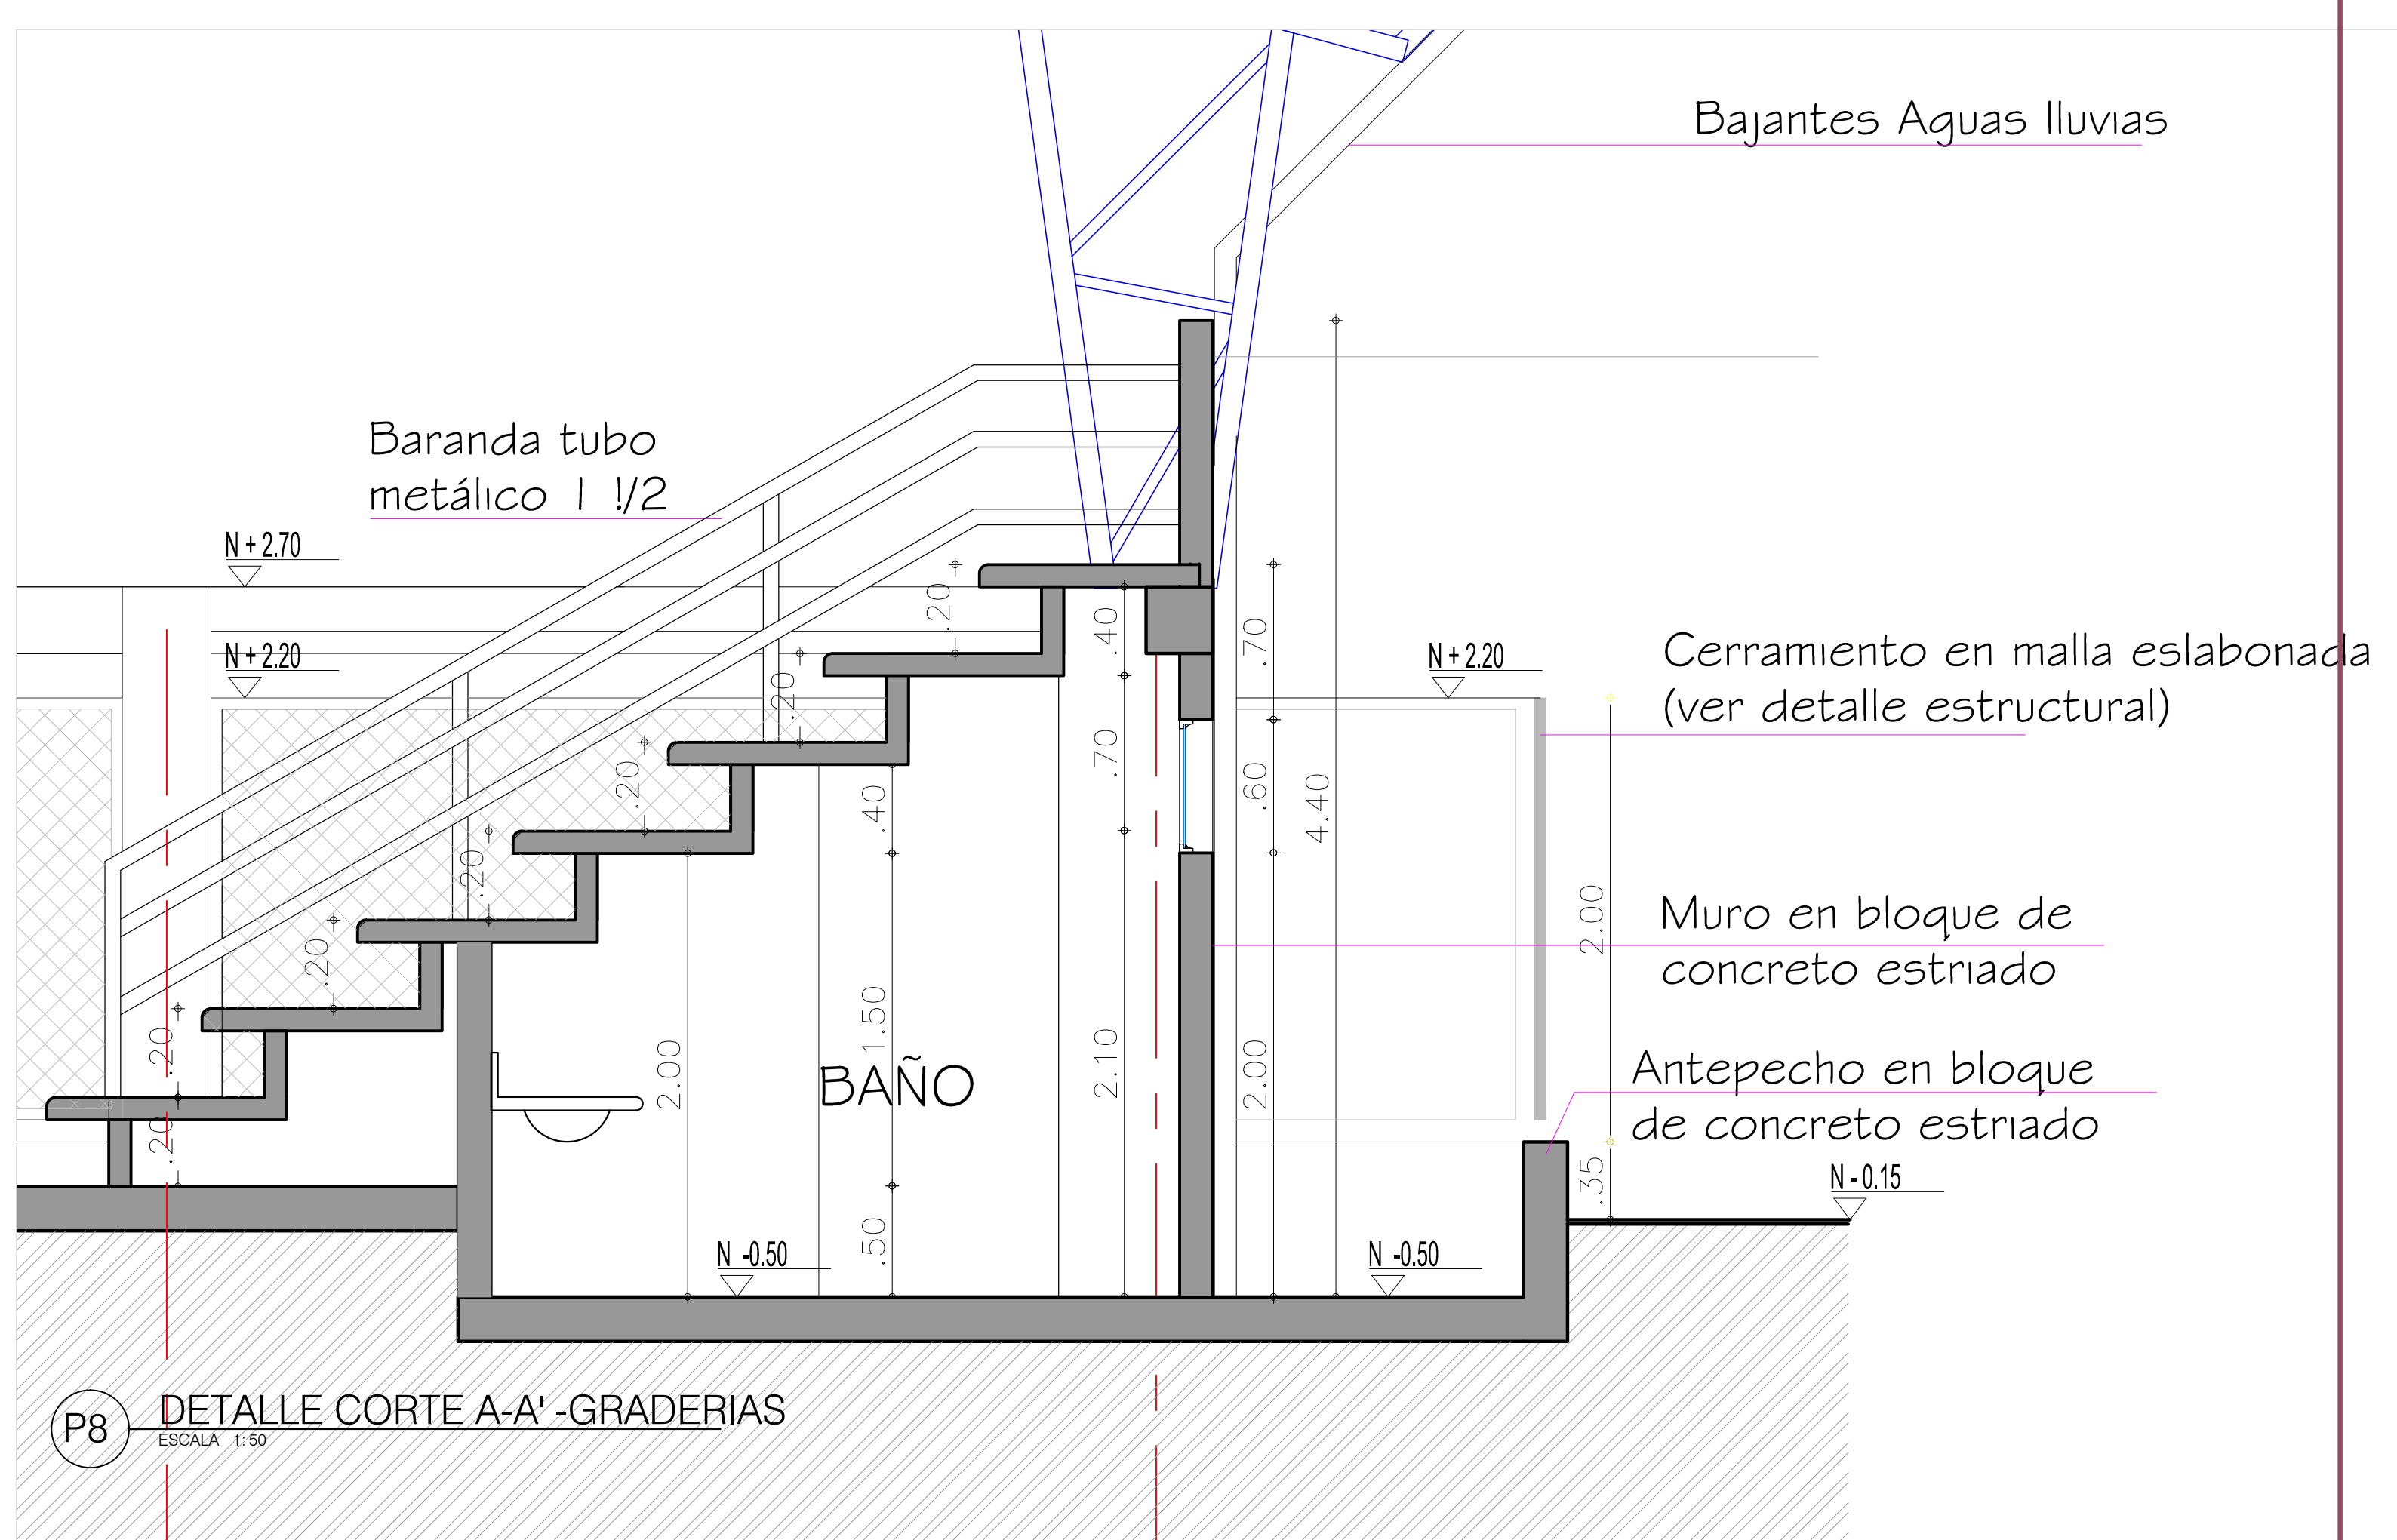 Bajantes Aguas lluvias
Baranda tubo
metálico 1 !/2
N + 2.70
N + 2.20
N + 2.20
Cerramiento en malla eslabonada
(ver detalle estructural)
.20
.20
.20
.20
.20
.20
.20
.40
.70
2.10
.40
1.50
.50
2.00
.70
.60
2.00
4.40
2.00
.35
Muro en bloque de
concreto estriado
BAÑO
Antepecho en bloque
de concreto estriado
N - 0.15
N -0.50
N -0.50
P8
DETALLE CORTE A-A' -GRADERIAS
ESCALA 1:50